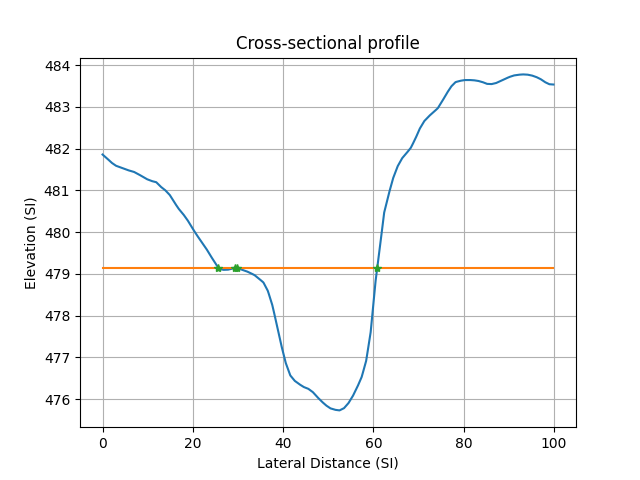 Cross-sectional profile
484
483
482
481
480
479
478
477
476
Elevation (SI)
0 20 40 60 80 100
Lateral Distance (SI)